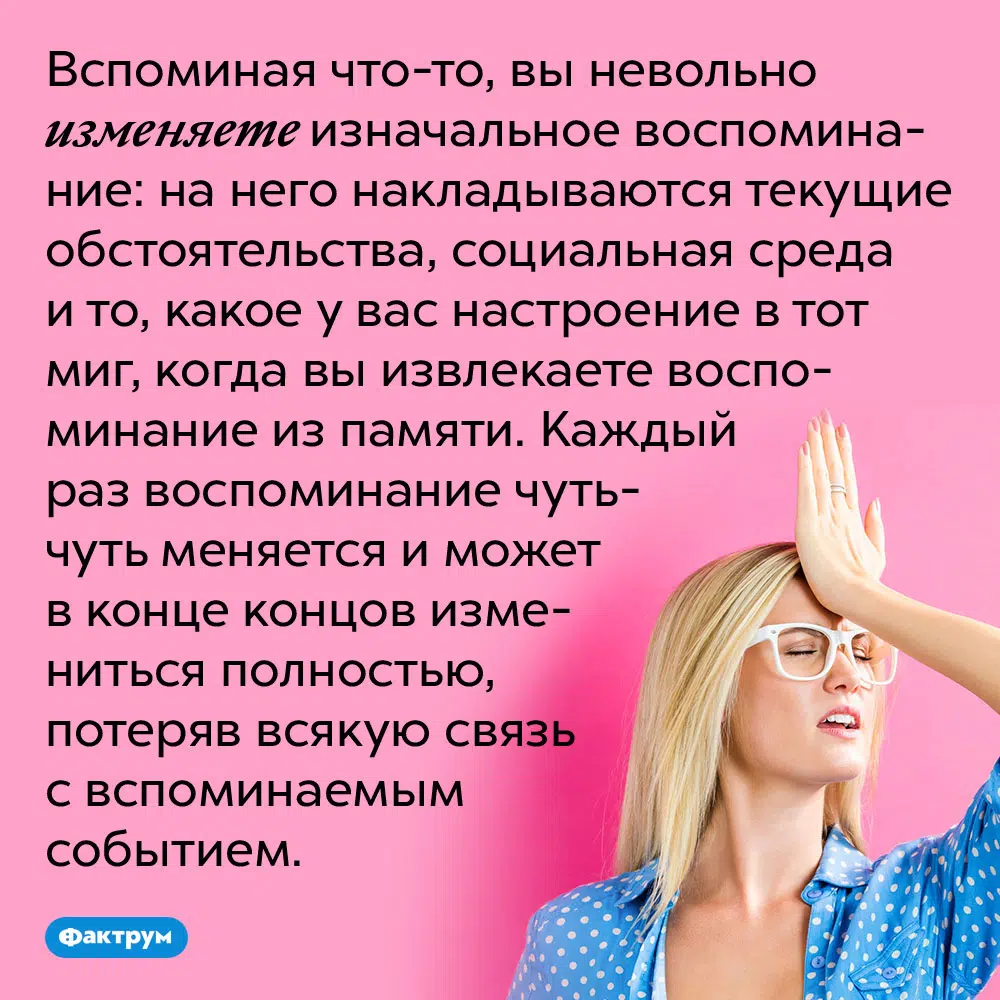 Вспоминая что-то, вы невольно
изменяете изначальное воспомина-
ние: на него накладываются текущие
обстоятельства, социальная среда
и то, какое у вас настроение в тот
миг, когда вы извлекаете воспо-
минание из памяти. Каждый
раз воспоминание чуть-
чуть меняется и может
в конце концов изме-
ниться полностью,
потеряв всякую связь
с вспоминаемым
событием.
Фактрум